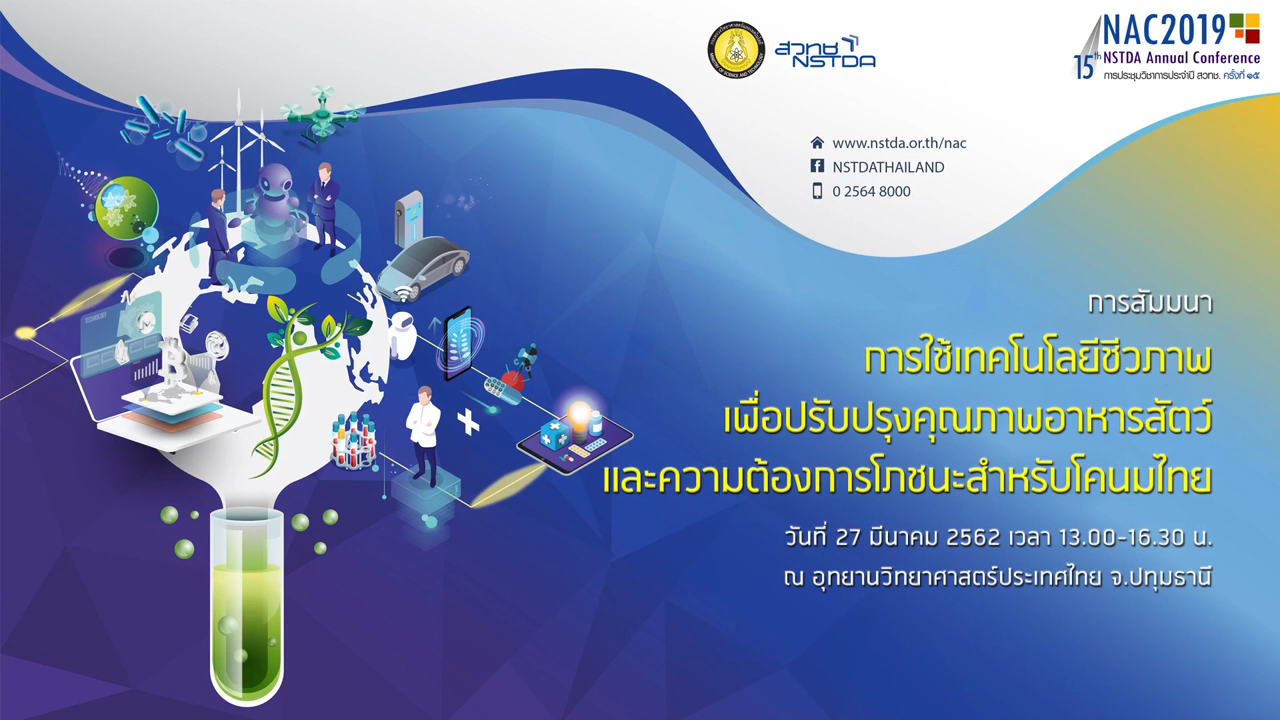 สวทช
NSTDA
NAC2019
15th NSTDA Annual Conference
การประชุมวิชาการประจำปี สวทช. ครั้งที่ ๑๕
www.nstda.or.th/nac
NSTDATHAILAND
0 2564 8000
การสัมมนา
การใช้เทคโนโลยีชีวภาพ
เพื่อปรับปรุงคุณภาพอาหารสัตว์
และความต้องการโภชนะสำหรับโคนมไทย
วันที่ 27 มีนาคม 2562 เวลา 13.00-16.30 น.
ณ อุทยานวิทยาศาสตร์ประเทศไทย จ.ปทุมธานี